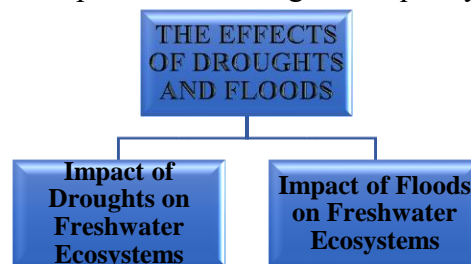 THE EFFECTS
OF DROUGHTS
AND FLOODS
Impact of
Droughts on
Freshwater
Ecosystems
Impact of Floods
on Freshwater
Ecosystems